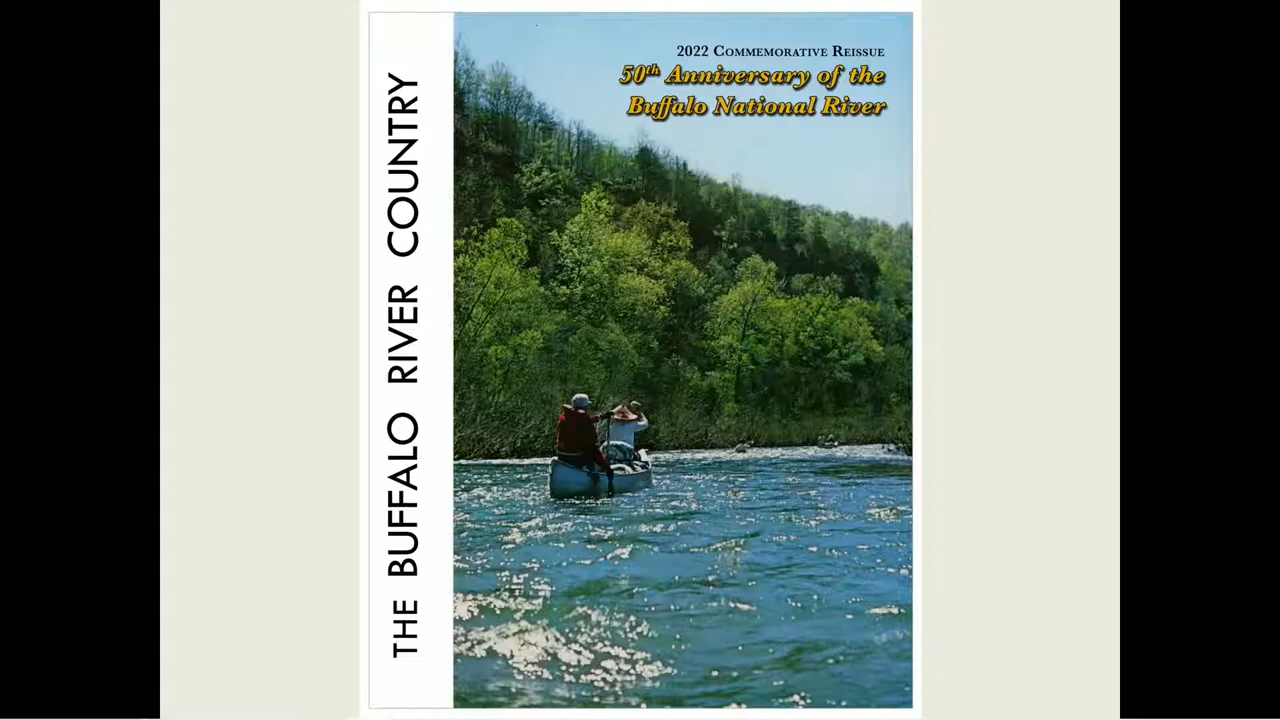 THE BUFFALO RIVER COUNTRY
2022 Commemorative Reissue
50th Anniversary of the
Buffalo National River